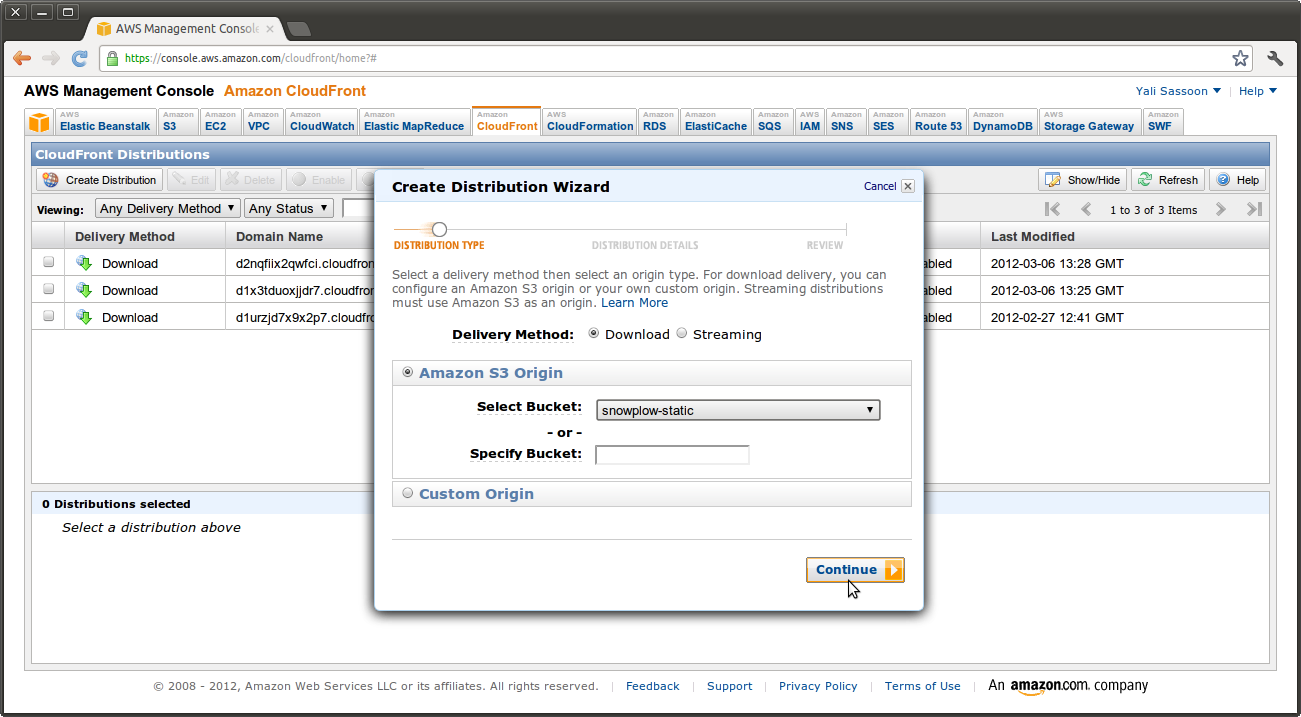 AWS Management Console
https://console.aws.amazon.com/cloudfront/home?#
AWS Management Console Amazon CloudFront Yali Sassoon Help
AWS Elastic Beanstalk
Amazon S3
Amazon EC2
Amazon VPC
Amazon CloudWatch
Amazon Elastic MapReduce
Amazon CloudFront
AWS CloudFormation
Amazon RDS
Amazon ElastiCache
Amazon SQS
AWS IAM
Amazon SNS
Amazon SES
Amazon Route 53
Amazon DynamoDB
AWS Storage Gateway
Amazon SWF
CloudFront Distributions
Create Distribution Edit Delete Enable Show/Hide Refresh Help
Viewing: Any Delivery Method Any Status 1 to 3 of 3 Items
Delivery Method Domain Name Last Modified
Download d2nqfiix2qwfci.cloudfron abled 2012-03-06 13:28 GMT
Download d1x3tduoxjjdr7.cloudfron abled 2012-03-06 13:25 GMT
Download d1urzjd7x9x2p7.cloudfro abled 2012-02-27 12:41 GMT
Create Distribution Wizard Cancel
DISTRIBUTION TYPE DISTRIBUTION DETAILS REVIEW
Select a delivery method then select an origin type. For download delivery, you can
configure an Amazon S3 origin or your own custom origin. Streaming distributions
must use Amazon S3 as an origin. Learn More
Delivery Method: Download Streaming
Amazon S3 Origin
Select Bucket: snowplow-static
– or –
Specify Bucket:
Custom Origin
Continue
0 Distributions selected
Select a distribution above
© 2008 - 2012, Amazon Web Services LLC or its affiliates. All rights reserved. | Feedback | Support | Privacy Policy | Terms of Use | An amazon.com company